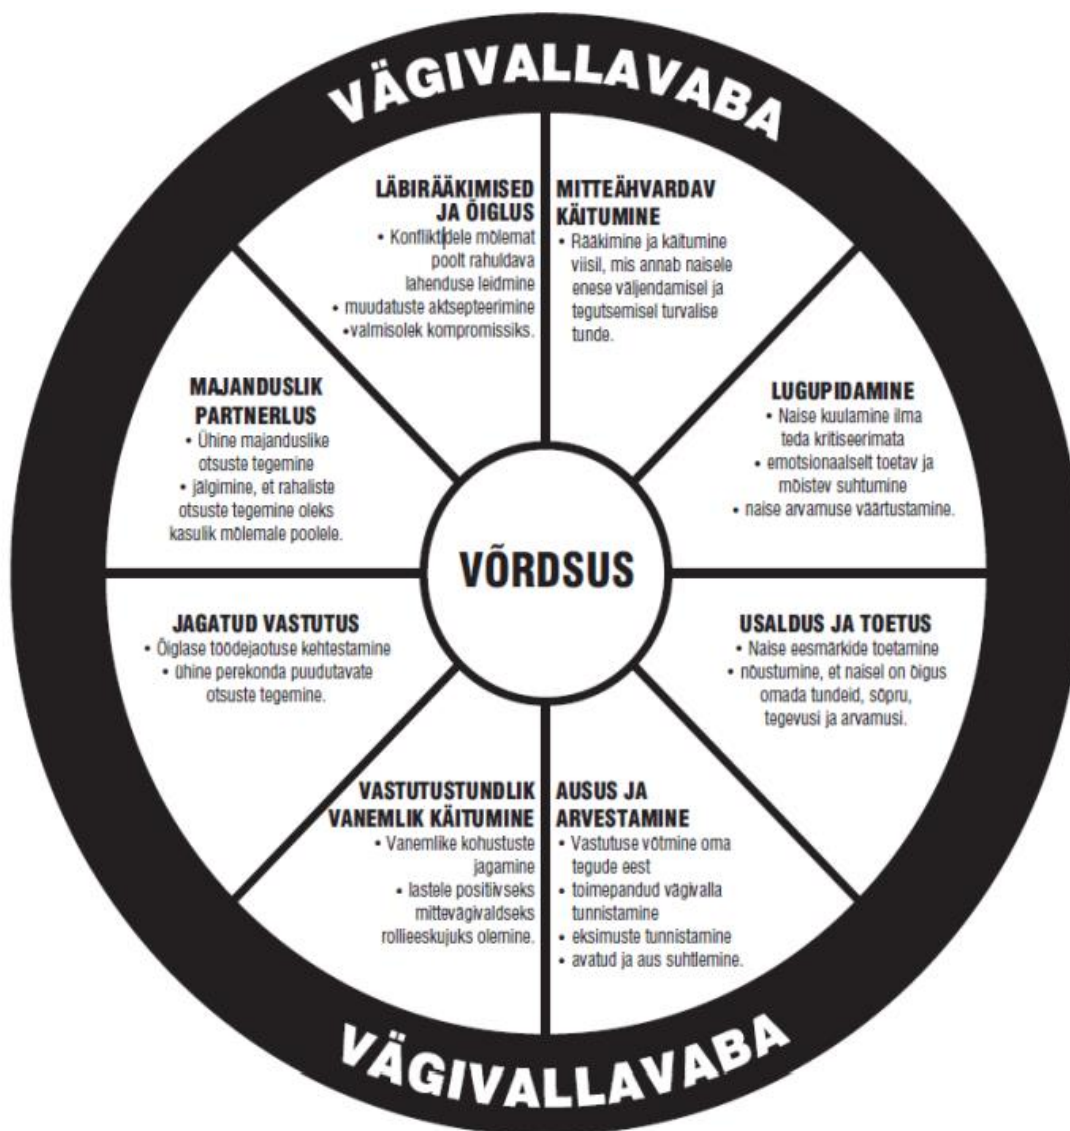 VÄGIVALLAVABA
LÄBIRÄÄKIMISED
JA ÕIGLUS
• Konfliktidele mõlemat
poolt rahuldava
lahenduse leidmine
• muudatuste aktsepteerimine
•valmisolek kompromissiks.
MITTEÄHVARDAV
KÄITUMINE
• Rääkimine ja käitumine
viisil, mis annab naisele
enese väljendamisel ja
tegutsemisel turvalise
tunde.
MAJANDUSLIK
PARTNERLUS
• Ühine majanduslike
otsuste tegemine
• jälgimine, et rahaliste
otsuste tegemine oleks
kasulik mõlemale poolele.
LUGUPIDAMINE
• Naise kuulamine ilma
teda kritiseerimata
• emotsionaalselt toetav ja
mõistev suhtumine
• naise arvamuse väärtustamine.
VÕRDSUS
JAGATUD VASTUTUS
• Õiglase töödejaotuse kehtestamine
• ühine perekonda puudutavate
otsuste tegemine.
USALDUS JA TOETUS
• Naise eesmärkide toetamine
• nõustumine, et naisel on õigus
omada tundeid, sõpru,
tegevusi ja arvamusi.
VASTUTUSTUNDLIK
VANEMLIK KÄITUMINE
• Vanemlike kohustuste
jagamine
• lastele positiivseks
mittevägivaldseks
rollieeskujuks olemine.
AUSUS JA
ARVESTAMINE
• Vastutuse võtmine oma
tegude eest
• toimepandud vägivalla
tunnistamine
• eksimuste tunnistamine
• avatud ja aus suhtlemine.
VÄGIVALLAVABA